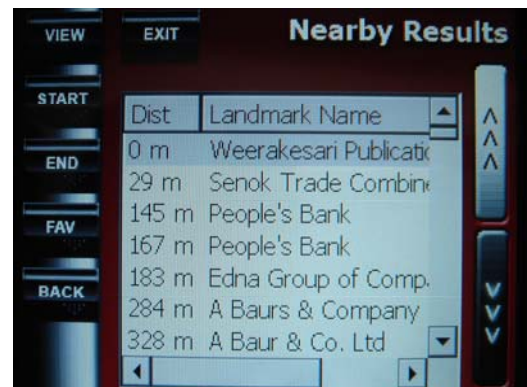 VIEW
EXIT
Nearby Results
START
END
FAV
BACK
Dist Landmark Name
0 m Weerakesari Publicatio
29 m Senok Trade Combine
145 m People's Bank
167 m People's Bank
183 m Edna Group of Comp
284 m A Baurs & Company
328 m A Baur & Co. Ltd